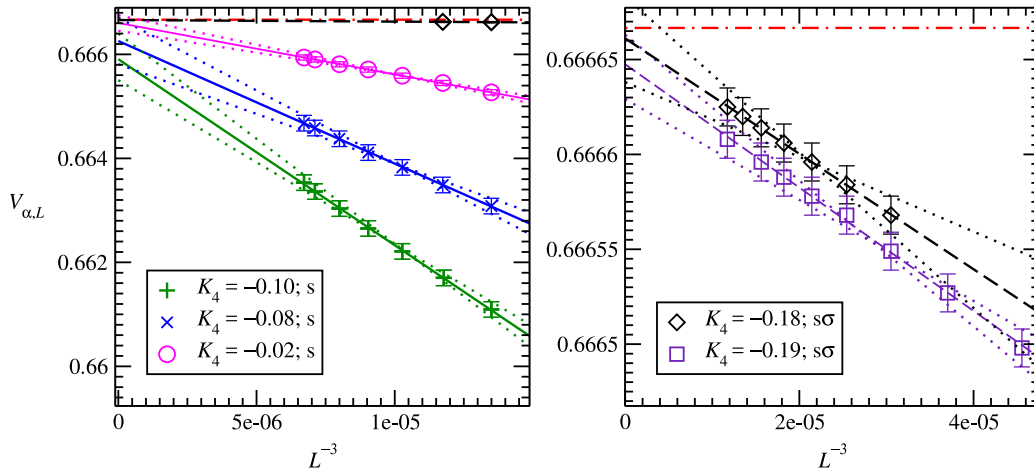 0.666
0.664
V_{α,L}
0.662
0.66
K_4 = −0.10; s
K_4 = −0.08; s
K_4 = −0.02; s
0 5e-06 1e-05
L^{−3}
0.66665
0.6666
0.66655
0.6665
K_4 = −0.18; sσ
K_4 = −0.19; sσ
0 2e-05 4e-05
L^{−3}